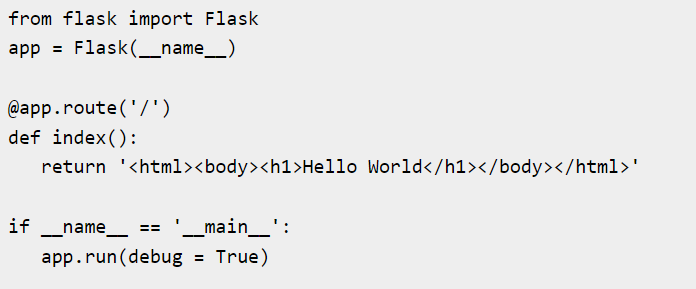 from flask import Flask
app = Flask(__name__)
@app.route('/')
def index():
   return '<html><body><h1>Hello World</h1></body></html>'
if __name__ == '__main__':
   app.run(debug = True)